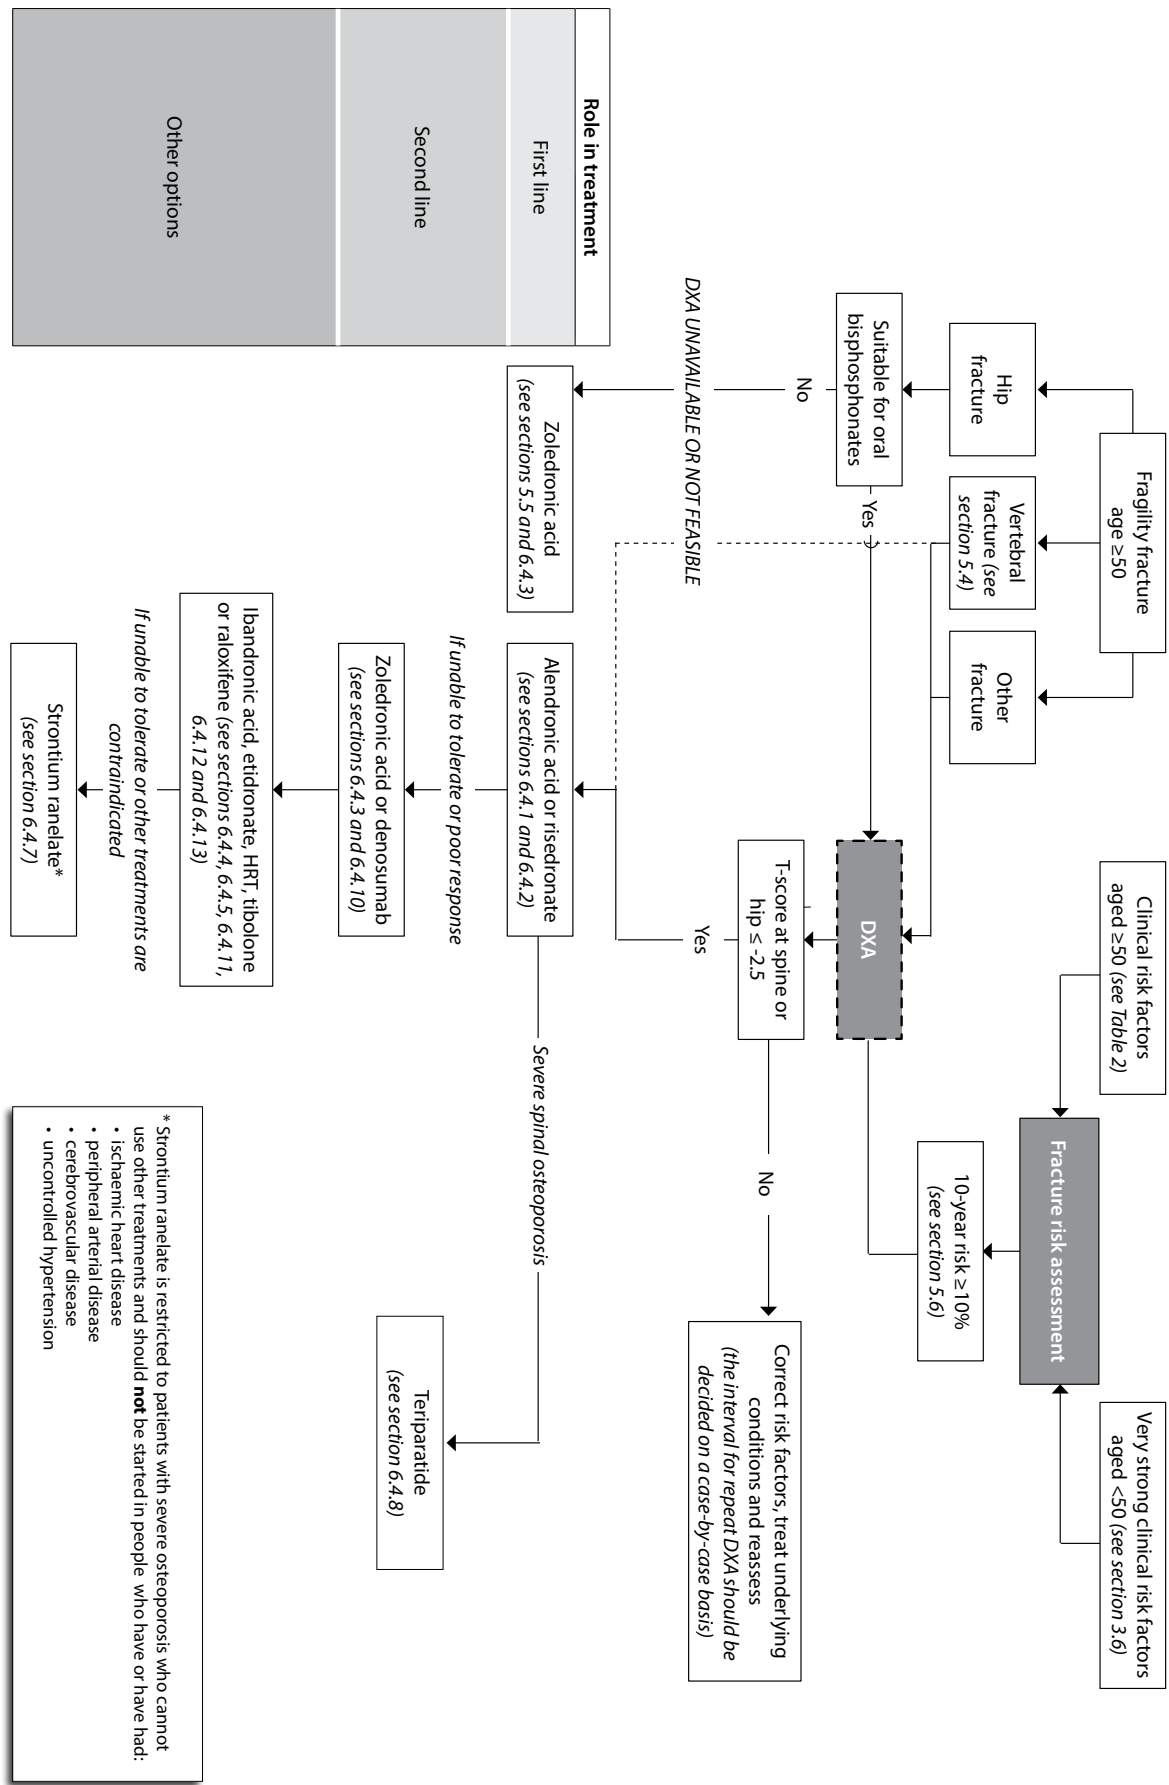 Fragility fracture
age ≥50
Clinical risk factors
aged ≥50 (see Table 2)
Very strong clinical risk factors
aged <50 (see section 3.6)
Fracture risk assessment
Hip
fracture
Vertebral
fracture (see
section 5.4)
Other
fracture
10-year risk ≥10%
(see section 5.6)
Suitable for oral
bisphosphonates
Yes
DXA
No
T-score at spine or
hip ≤ -2.5
No
Correct risk factors, treat underlying
conditions and reassess
(the interval for repeat DXA should be
decided on a case-by-case basis)
DXA UNAVAILABLE OR NOT FEASIBLE
Yes
Role in treatment
First line
Zoledronic acid
(see sections 5.5 and 6.4.3)
Alendronic acid or risedronate
(see sections 6.4.1 and 6.4.2)
Severe spinal osteoporosis
If unable to tolerate or poor response
Second line
Zoledronic acid or denosumab
(see sections 6.4.3 and 6.4.10)
Teriparatide
(see section 6.4.8)
Other options
Ibandronic acid, etidronate, HRT, tibolone
or raloxifene (see sections 6.4.4, 6.4.5, 6.4.11,
6.4.12 and 6.4.13)
If unable to tolerate or other treatments are
contraindicated
Strontium ranelate*
(see section 6.4.7)
* Strontium ranelate is restricted to patients with severe osteoporosis who cannot
use other treatments and should not be started in people who have or have had:
• ischaemic heart disease
• peripheral arterial disease
• cerebrovascular disease
• uncontrolled hypertension